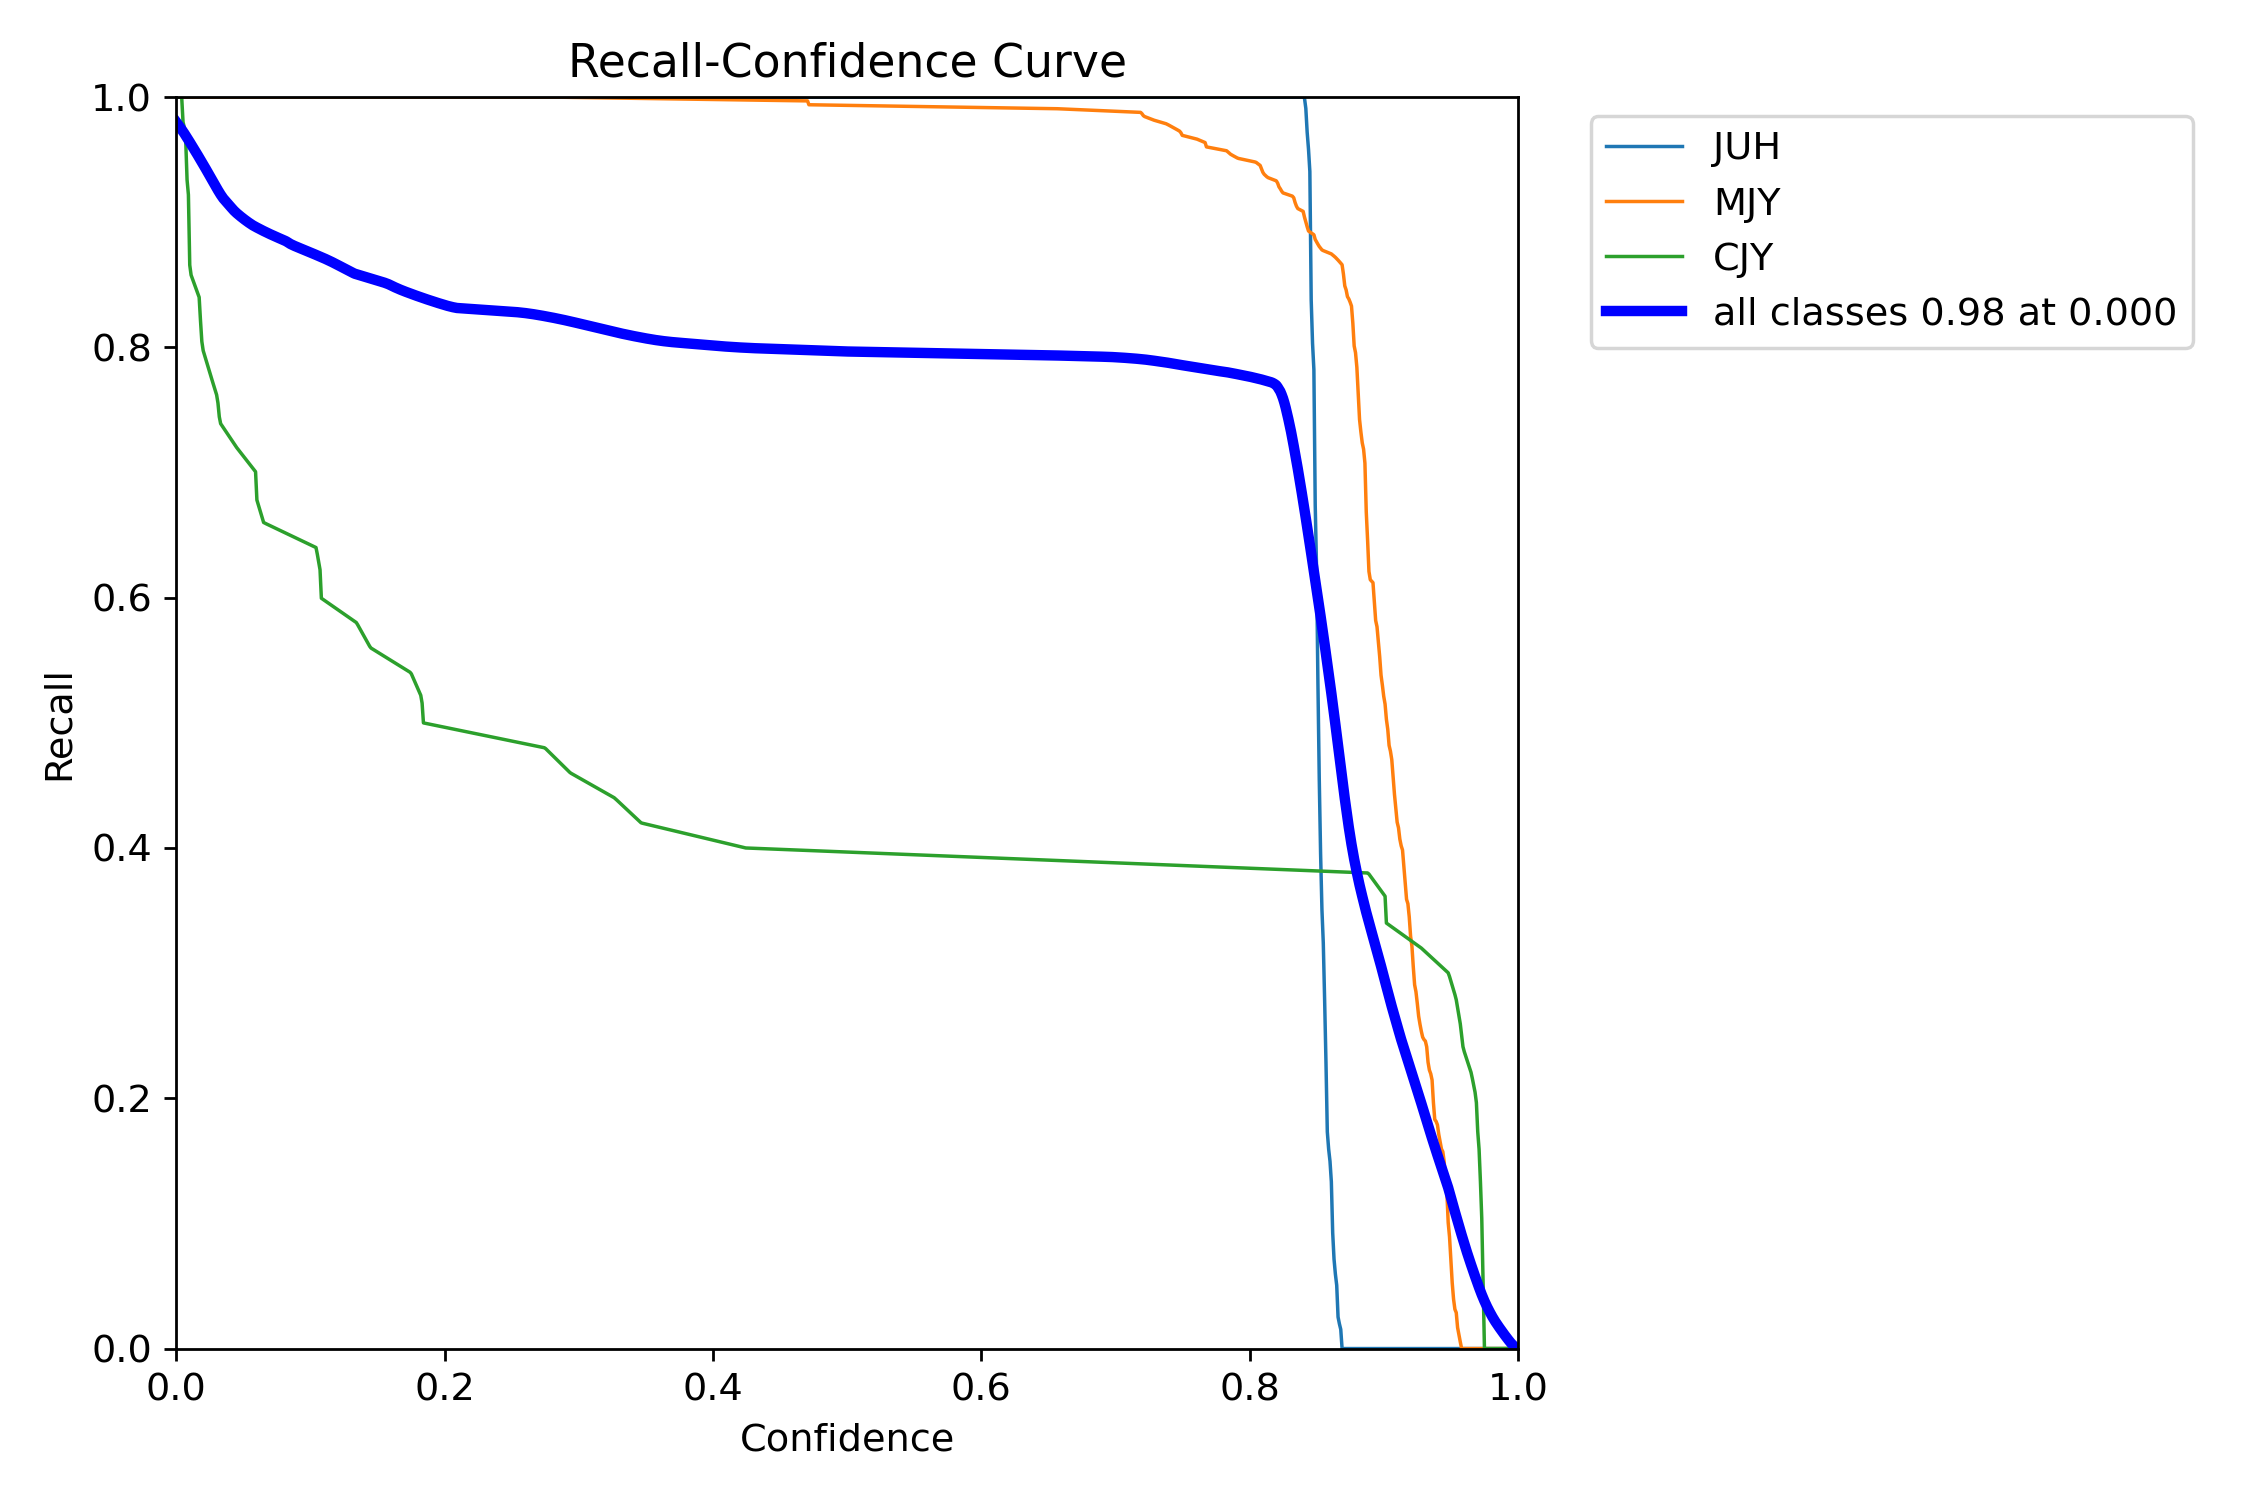 Recall-Confidence Curve
1.0
0.8
0.6
0.4
0.2
0.0
Recall
0.0 0.2 0.4 0.6 0.8 1.0
Confidence
JUH
MJY
CJY
all classes 0.98 at 0.000